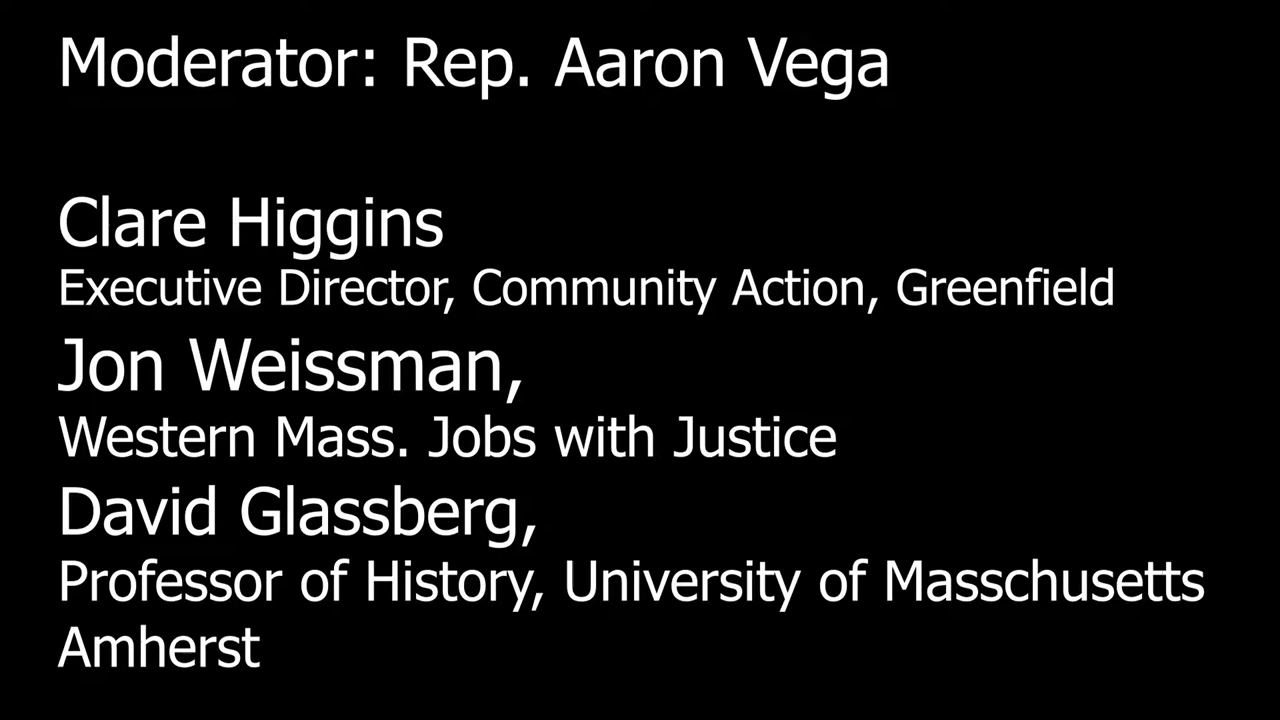 Moderator: Rep. Aaron Vega
Clare Higgins
Executive Director, Community Action, Greenfield
Jon Weissman,
Western Mass. Jobs with Justice
David Glassberg,
Professor of History, University of Masschusetts
Amherst